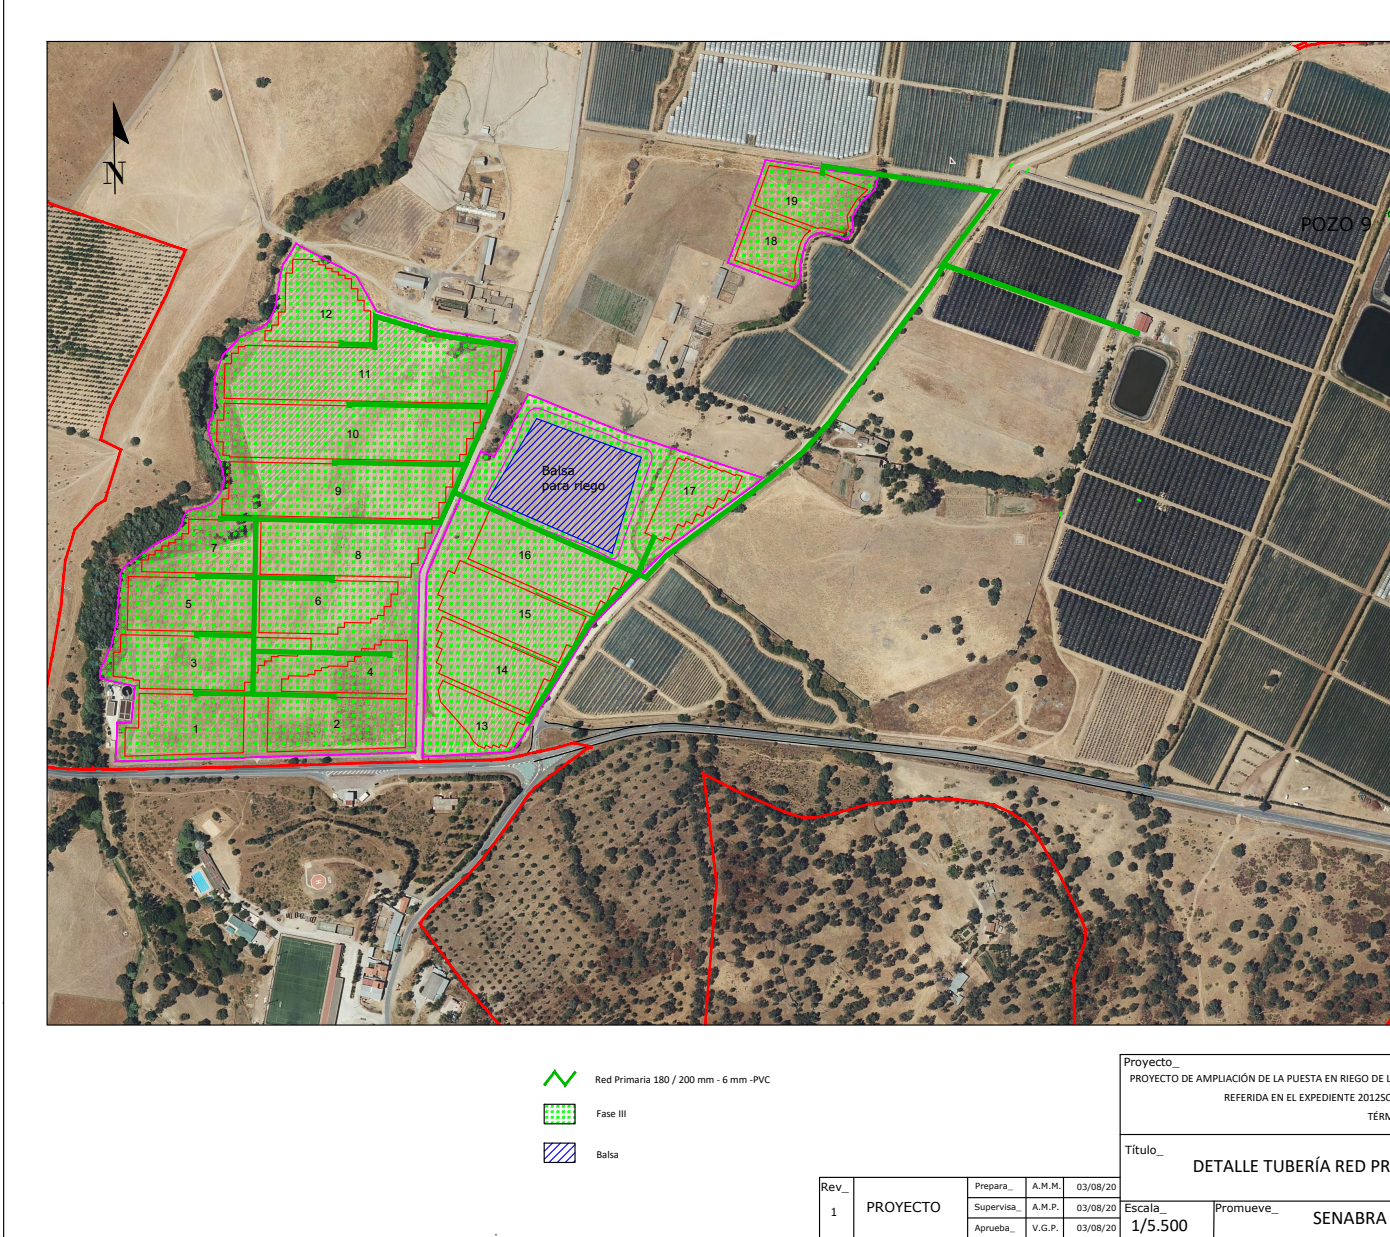 N
POZO 9
19
18
12
11
10
9
Balsa
para riego
17
7
8
16
5
6
15
3
4
14
1
2
13
Red Primaria 180 / 200 mm - 6 mm -PVC
Fase III
Balsa
Proyecto_
PROYECTO DE AMPLIACIÓN DE LA PUESTA EN RIEGO DE L
REFERIDA EN EL EXPEDIENTE 2012SC
TÉRM
Título_
DETALLE TUBERÍA RED PR
Rev_
1
PROYECTO
Prepara_ A.M.M. 03/08/20
Supervisa_ A.M.P. 03/08/20
Aprueba_ V.G.P. 03/08/20
Escala_
1/5.500
Promueve_
SENABRA